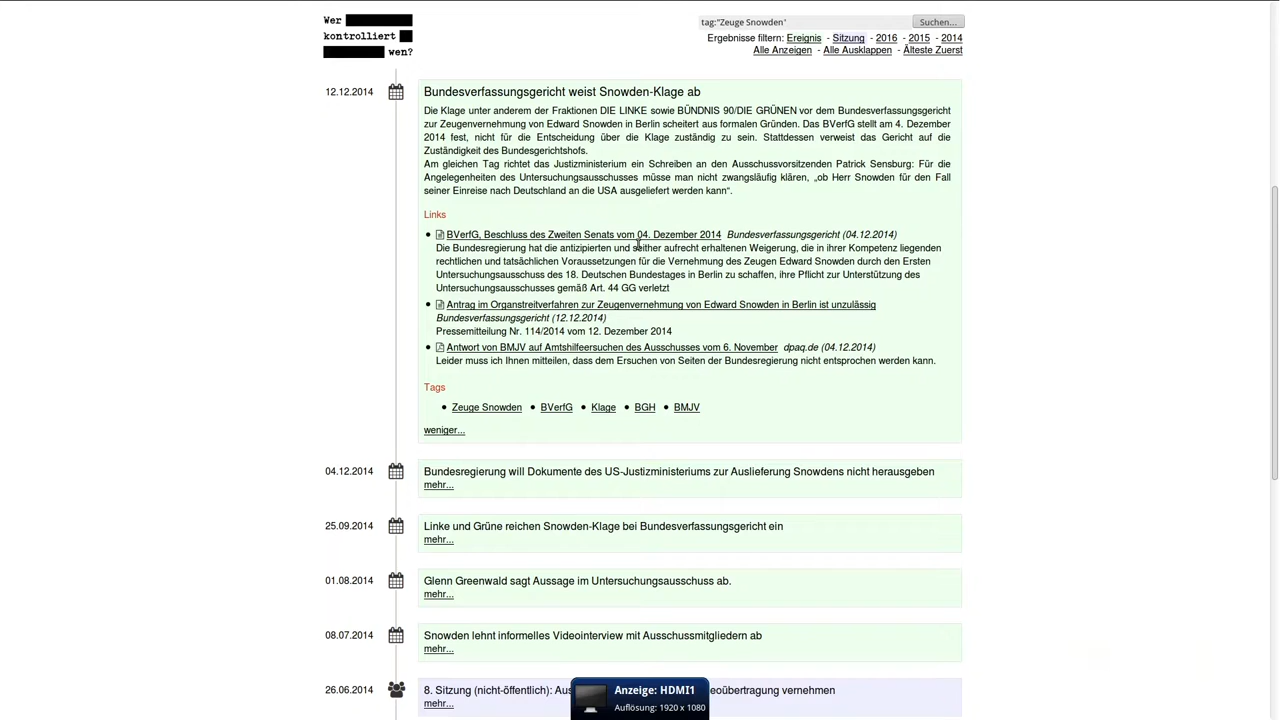 Wer
kontrolliert
wen?
tag:"Zeuge Snowden"
Suchen...
Ergebnisse filtern: Ereignis - Sitzung - 2016 - 2015 - 2014
Alle Anzeigen - Alle Ausklappen - Älteste Zuerst
12.12.2014
Bundesverfassungsgericht weist Snowden-Klage ab
Die Klage unter anderem der Fraktionen DIE LINKE sowie BÜNDNIS 90/DIE GRÜNEN vor dem Bundesverfassungsgericht
zur Zeugenvernehmung von Edward Snowden in Berlin scheitert aus formalen Gründen. Das BVerfG stellt am 4. Dezember
2014 fest, nicht für die Entscheidung über die Klage zuständig zu sein. Stattdessen verweist das Gericht auf die
Zuständigkeit des Bundesgerichtshofs.
Am gleichen Tag richtet das Justizministerium ein Schreiben an den Ausschussvorsitzenden Patrick Sensburg: Für die
Angelegenheiten des Untersuchungsausschusses müsse man nicht zwangsläufig klären, „ob Herr Snowden für den Fall
seiner Einreise nach Deutschland an die USA ausgeliefert werden kann“.
Links
BVerfG, Beschluss des Zweiten Senats vom 04. Dezember 2014 Bundesverfassungsgericht (04.12.2014)
Die Bundesregierung hat die antizipierten und seither aufrecht erhaltenen Weigerung, die in ihrer Kompetenz liegenden
rechtlichen und tatsächlichen Voraussetzungen für die Vernehmung des Zeugen Edward Snowden durch den Ersten
Untersuchungsausschuss des 18. Deutschen Bundestages in Berlin zu schaffen, ihre Pflicht zur Unterstützung des
Untersuchungsausschusses gemäß Art. 44 GG verletzt
Antrag im Organstreitverfahren zur Zeugenvernehmung von Edward Snowden in Berlin ist unzulässig
Bundesverfassungsgericht (12.12.2014)
Pressemitteilung Nr. 114/2014 vom 12. Dezember 2014
Antwort von BMJV auf Amtshilfeersuchen des Ausschusses vom 6. November dpaq.de (04.12.2014)
Leider muss ich Ihnen mitteilen, dass dem Ersuchen von Seiten der Bundesregierung nicht entsprochen werden kann.
Tags
Zeuge Snowden • BVerfG • Klage • BGH • BMJV
weniger...
04.12.2014
Bundesregierung will Dokumente des US-Justizministeriums zur Auslieferung Snowdens nicht herausgeben
mehr...
25.09.2014
Linke und Grüne reichen Snowden-Klage bei Bundesverfassungsgericht ein
mehr...
01.08.2014
Glenn Greenwald sagt Aussage im Untersuchungsausschuss ab.
mehr...
08.07.2014
Snowden lehnt informelles Videointerview mit Ausschussmitgliedern ab
mehr...
26.06.2014
8. Sitzung (nicht-öffentlich): vernehmen
mehr...
Anzeige: HDMI1
Auflösung: 1920 x 1080